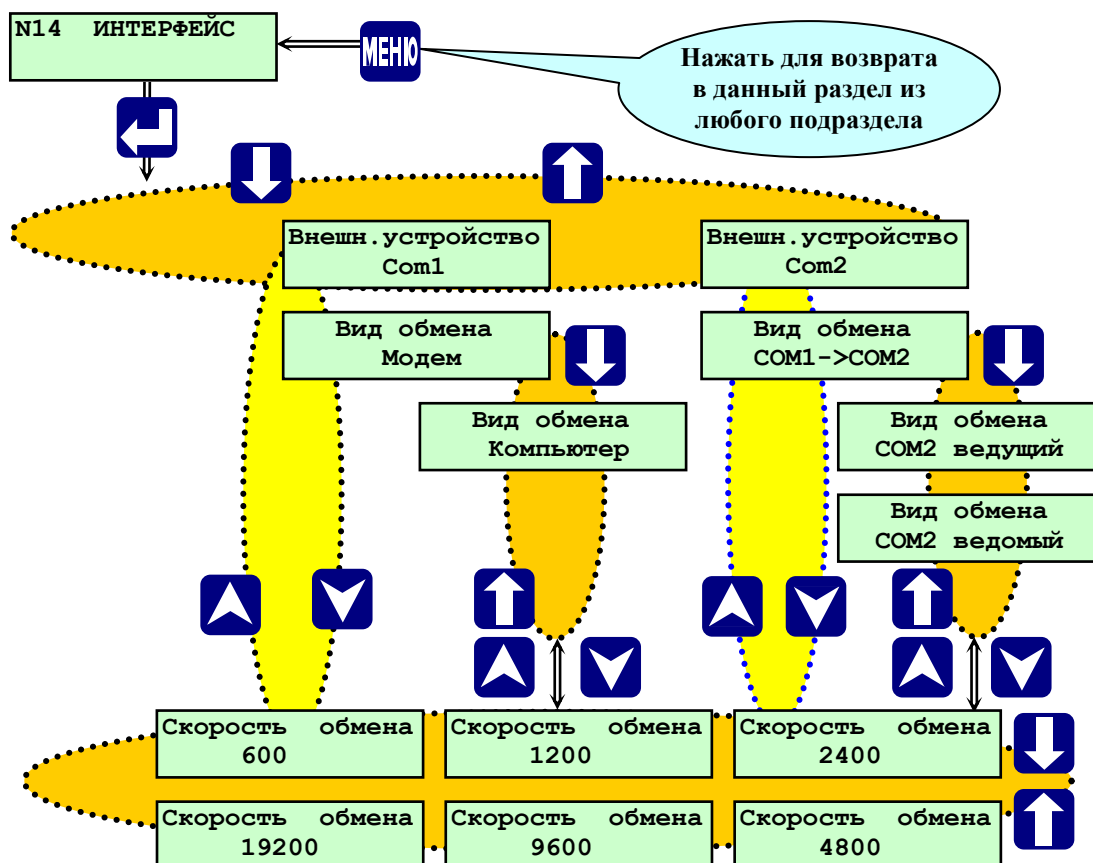 N14 ИНТЕРФЕЙС
МЕНЮ
Нажать для возврата
в данный раздел из
любого подраздела
Внешн.устройство
Com1
Внешн.устройство
Com2
Вид обмена
Модем
Вид обмена
COM1->COM2
Вид обмена
Компьютер
Вид обмена
COM2 ведущий
Вид обмена
COM2 ведомый
Скорость обмена
600
Скорость обмена
1200
Скорость обмена
2400
Скорость обмена
19200
Скорость обмена
9600
Скорость обмена
4800